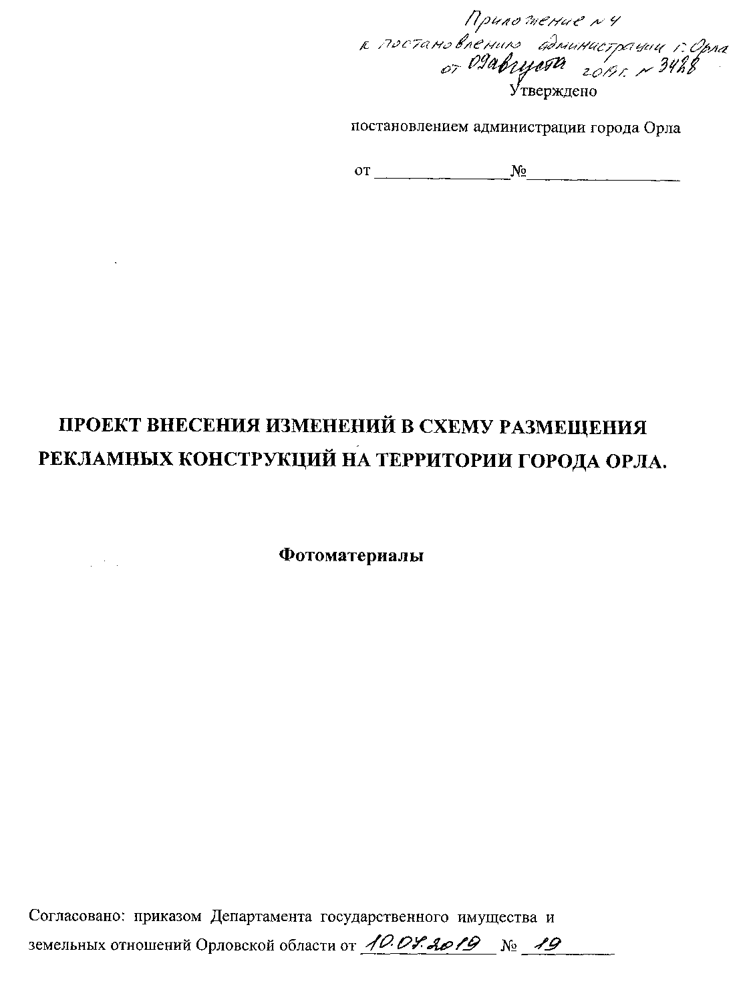 Приложение № 4
к постановлению администрации г. Орла
от 09 августа 2019г. № 3428
Утверждено
постановлением администрации города Орла
от _______________№_________________
ПРОЕКТ ВНЕСЕНИЯ ИЗМЕНЕНИЙ В СХЕМУ РАЗМЕЩЕНИЯ
РЕКЛАМНЫХ КОНСТРУКЦИЙ НА ТЕРРИТОРИИ ГОРОДА ОРЛА.
Фотоматериалы
Согласовано: приказом Департамента государственного имущества и
земельных отношений Орловской области от 10.07.2019 № 19